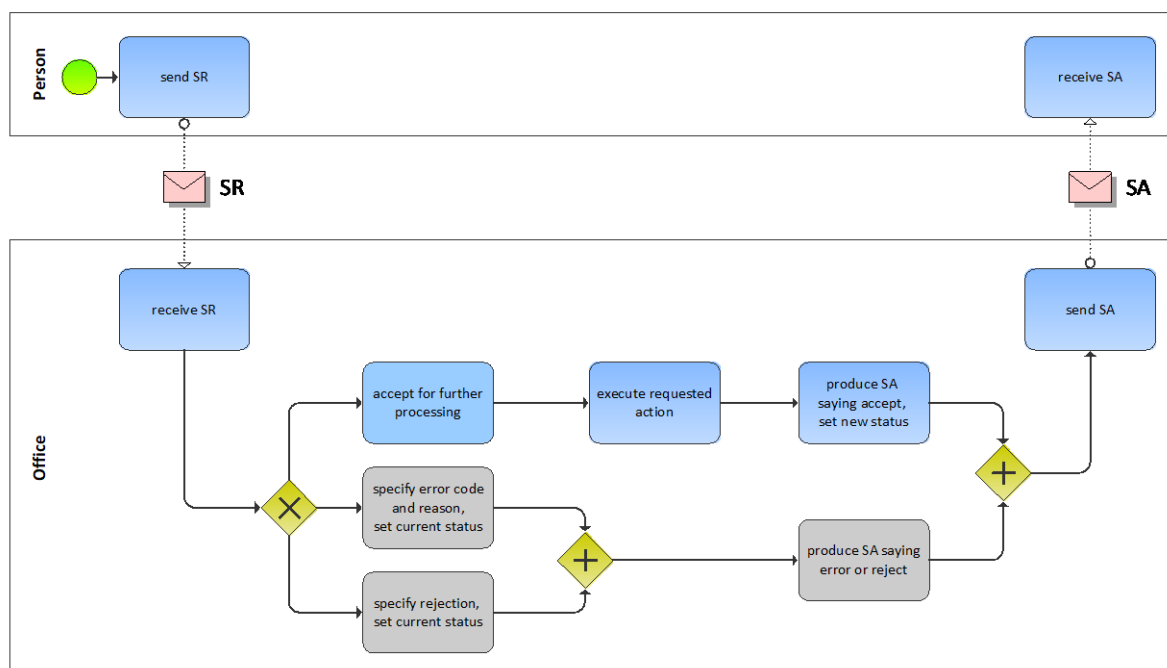 Person
send SR
receive SA
SR
SA
Office
receive SR
send SA
accept for further
processing
execute requested
action
produce SA
saying accept,
set new status
specify error code
and reason,
set current status
produce SA saying
error or reject
specify rejection,
set current status